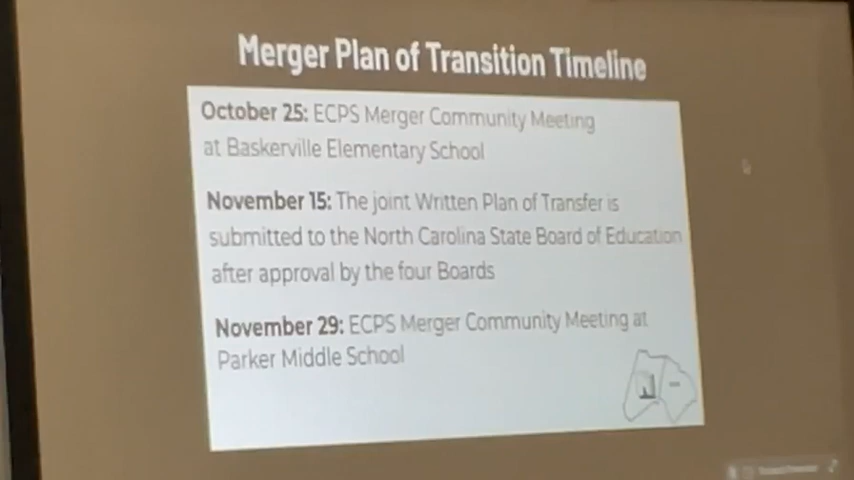 Merger Plan of Transition Timeline
October 25: ECPS Merger Community Meeting
at Baskerville Elementary School
November 15: The joint Written Plan of Transfer is
submitted to the North Carolina State Board of Education
after approval by the four Boards
November 29: ECPS Merger Community Meeting at
Parker Middle School